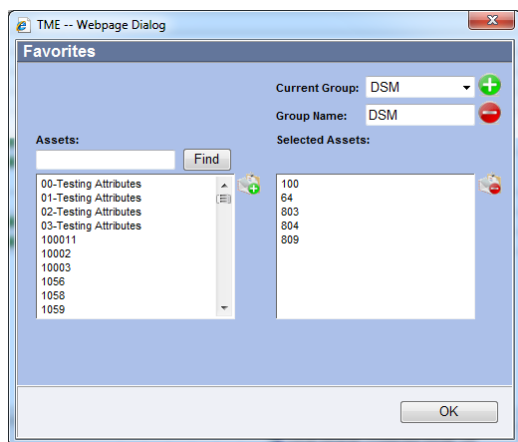 TME -- Webpage Dialog
Favorites
Current Group: DSM
Group Name: DSM
Assets:
Find
Selected Assets:
00-Testing Attributes
01-Testing Attributes
02-Testing Attributes
03-Testing Attributes
100011
10002
10003
1056
1058
1059
100
64
803
804
809
OK